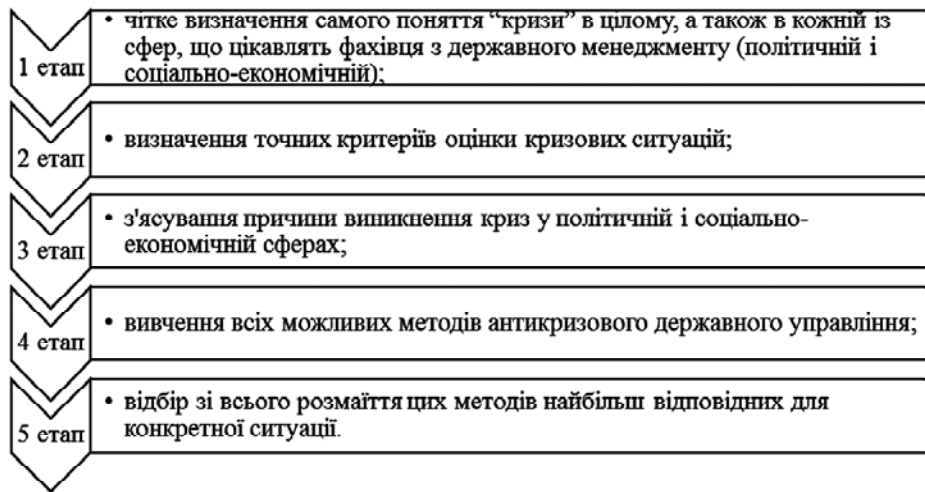 1 етап
• чітке визначення самого поняття “кризи” в цілому, а також в кожній із
сфер, що цікавлять фахівця з державного менеджменту (політичній і
соціально-економічній);
2 етап
• визначення точних критеріїв оцінки кризових ситуацій;
3 етап
• з'ясування причини виникнення криз у політичній і соціально-
економічній сферах;
4 етап
• вивчення всіх можливих методів антикризового державного управління;
5 етап
• відбір зі всього розмаїття цих методів найбільш відповідних для
конкретної ситуації.